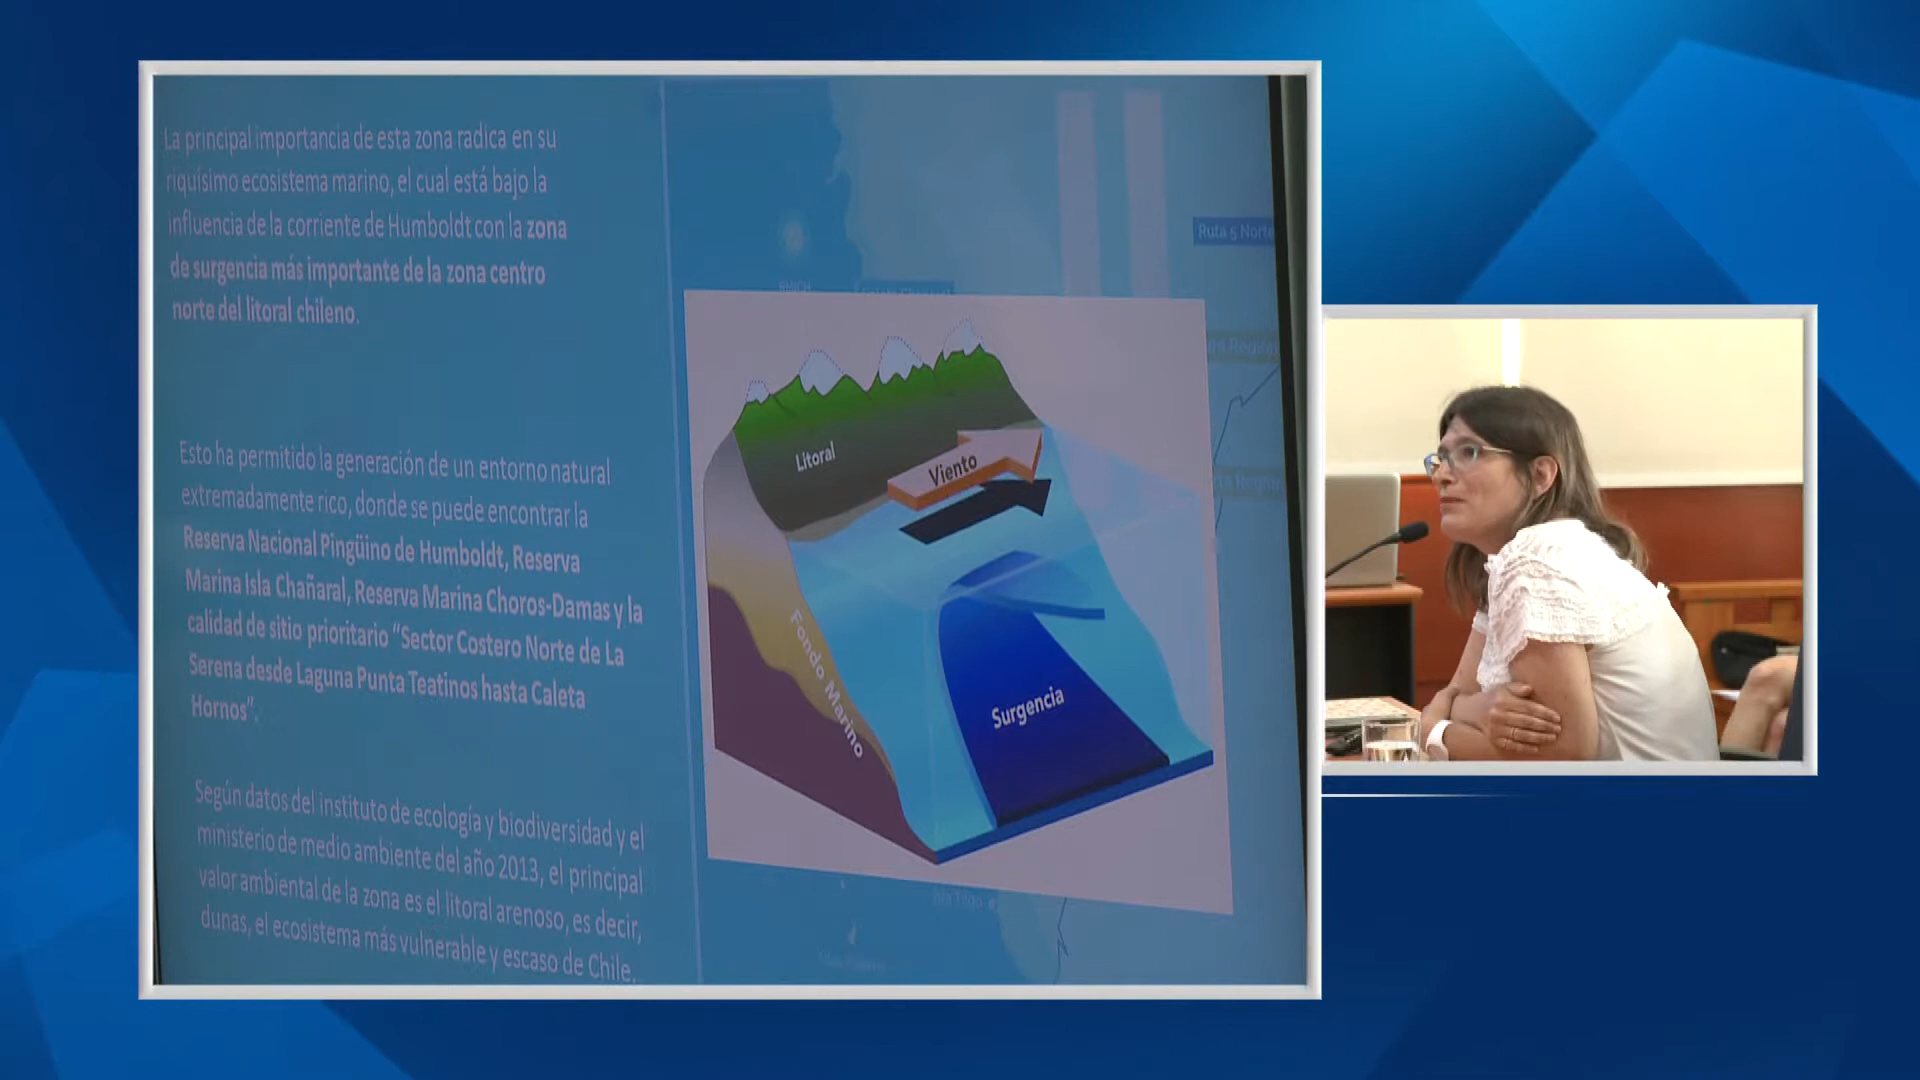 La principal importancia de esta zona radica en su
riquísimo ecosistema marino, el cual está bajo la
influencia de la corriente de Humboldt con la zona
de surgencia más importante de la zona centro
norte del litoral chileno.
Esto ha permitido la generación de un entorno natural
extremadamente rico, donde se puede encontrar la
Reserva Nacional Pingüino de Humboldt, Reserva
Marina Isla Chañaral, Reserva Marina Choros-Damas y la
calidad de sitio prioritario “Sector Costero Norte de La
Serena desde Laguna Punta Teatinos hasta Caleta
Hornos”.
Según datos del instituto de ecología y biodiversidad y el
ministerio de medio ambiente del año 2013, el principal
valor ambiental de la zona es el litoral arenoso, es decir,
dunas, el ecosistema más vulnerable y escaso de Chile.
Ruta 5 Norte
Litoral
Viento
Fondo Marino
Surgencia